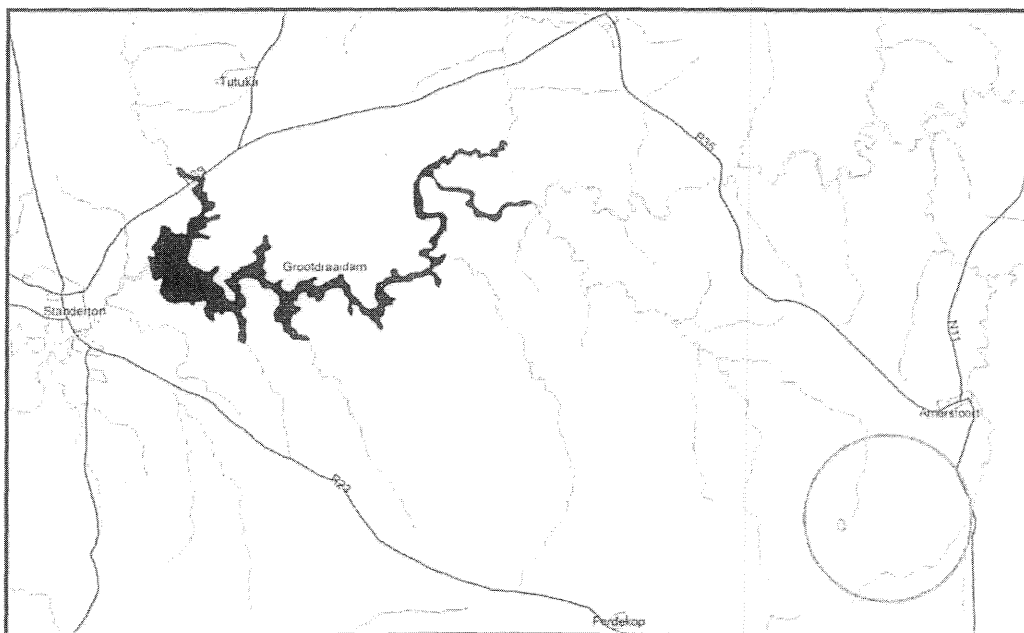 Tutuka
R35
Grootdraaidam
Standerton
N11
Amersfoort
R23
Perdekop